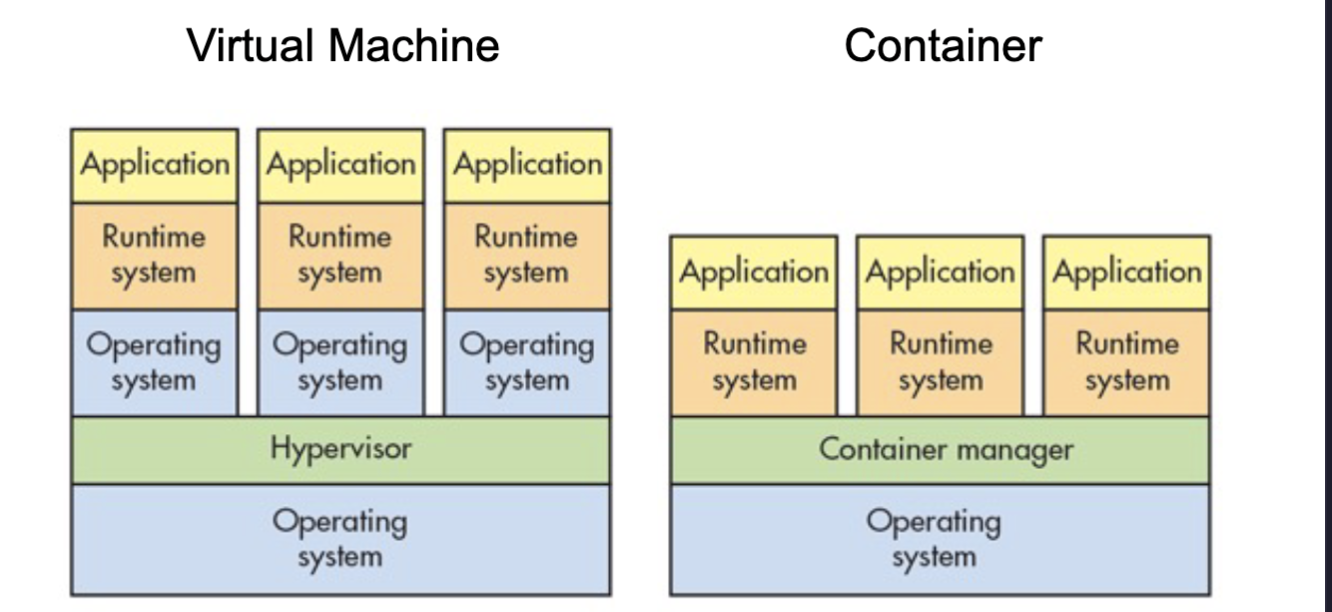 Virtual Machine
Container
Application
Application
Application
Runtime
system
Runtime
system
Runtime
system
Operating
system
Operating
system
Operating
system
Hypervisor
Operating
system
Application
Application
Application
Runtime
system
Runtime
system
Runtime
system
Container manager
Operating
system